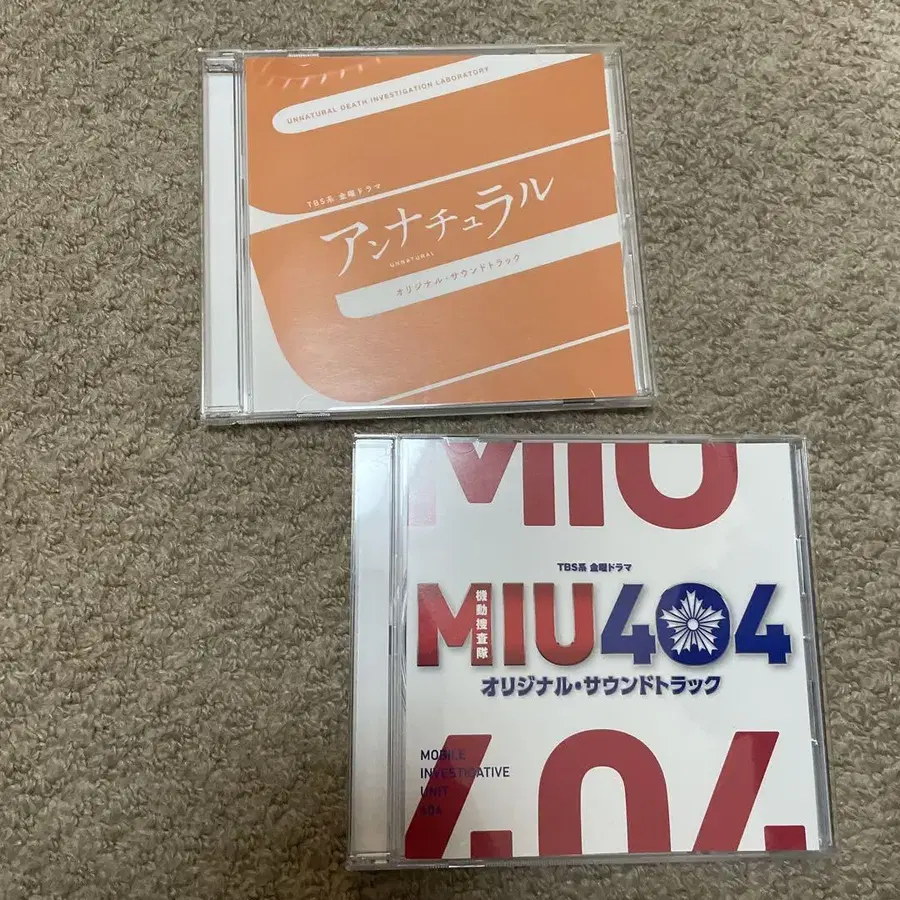 UNNATURAL DEATH INVESTIGATION LABORATORY
TBS系 金曜ドラマ
アンナチュラル
UNNATURAL
オリジナル・サウンドトラック
MIU
TBS系 金曜ドラマ
機動捜査隊
MIU404
オリジナル・サウンドトラック
MOBILE
INVESTIGATIVE
UNIT
404
404